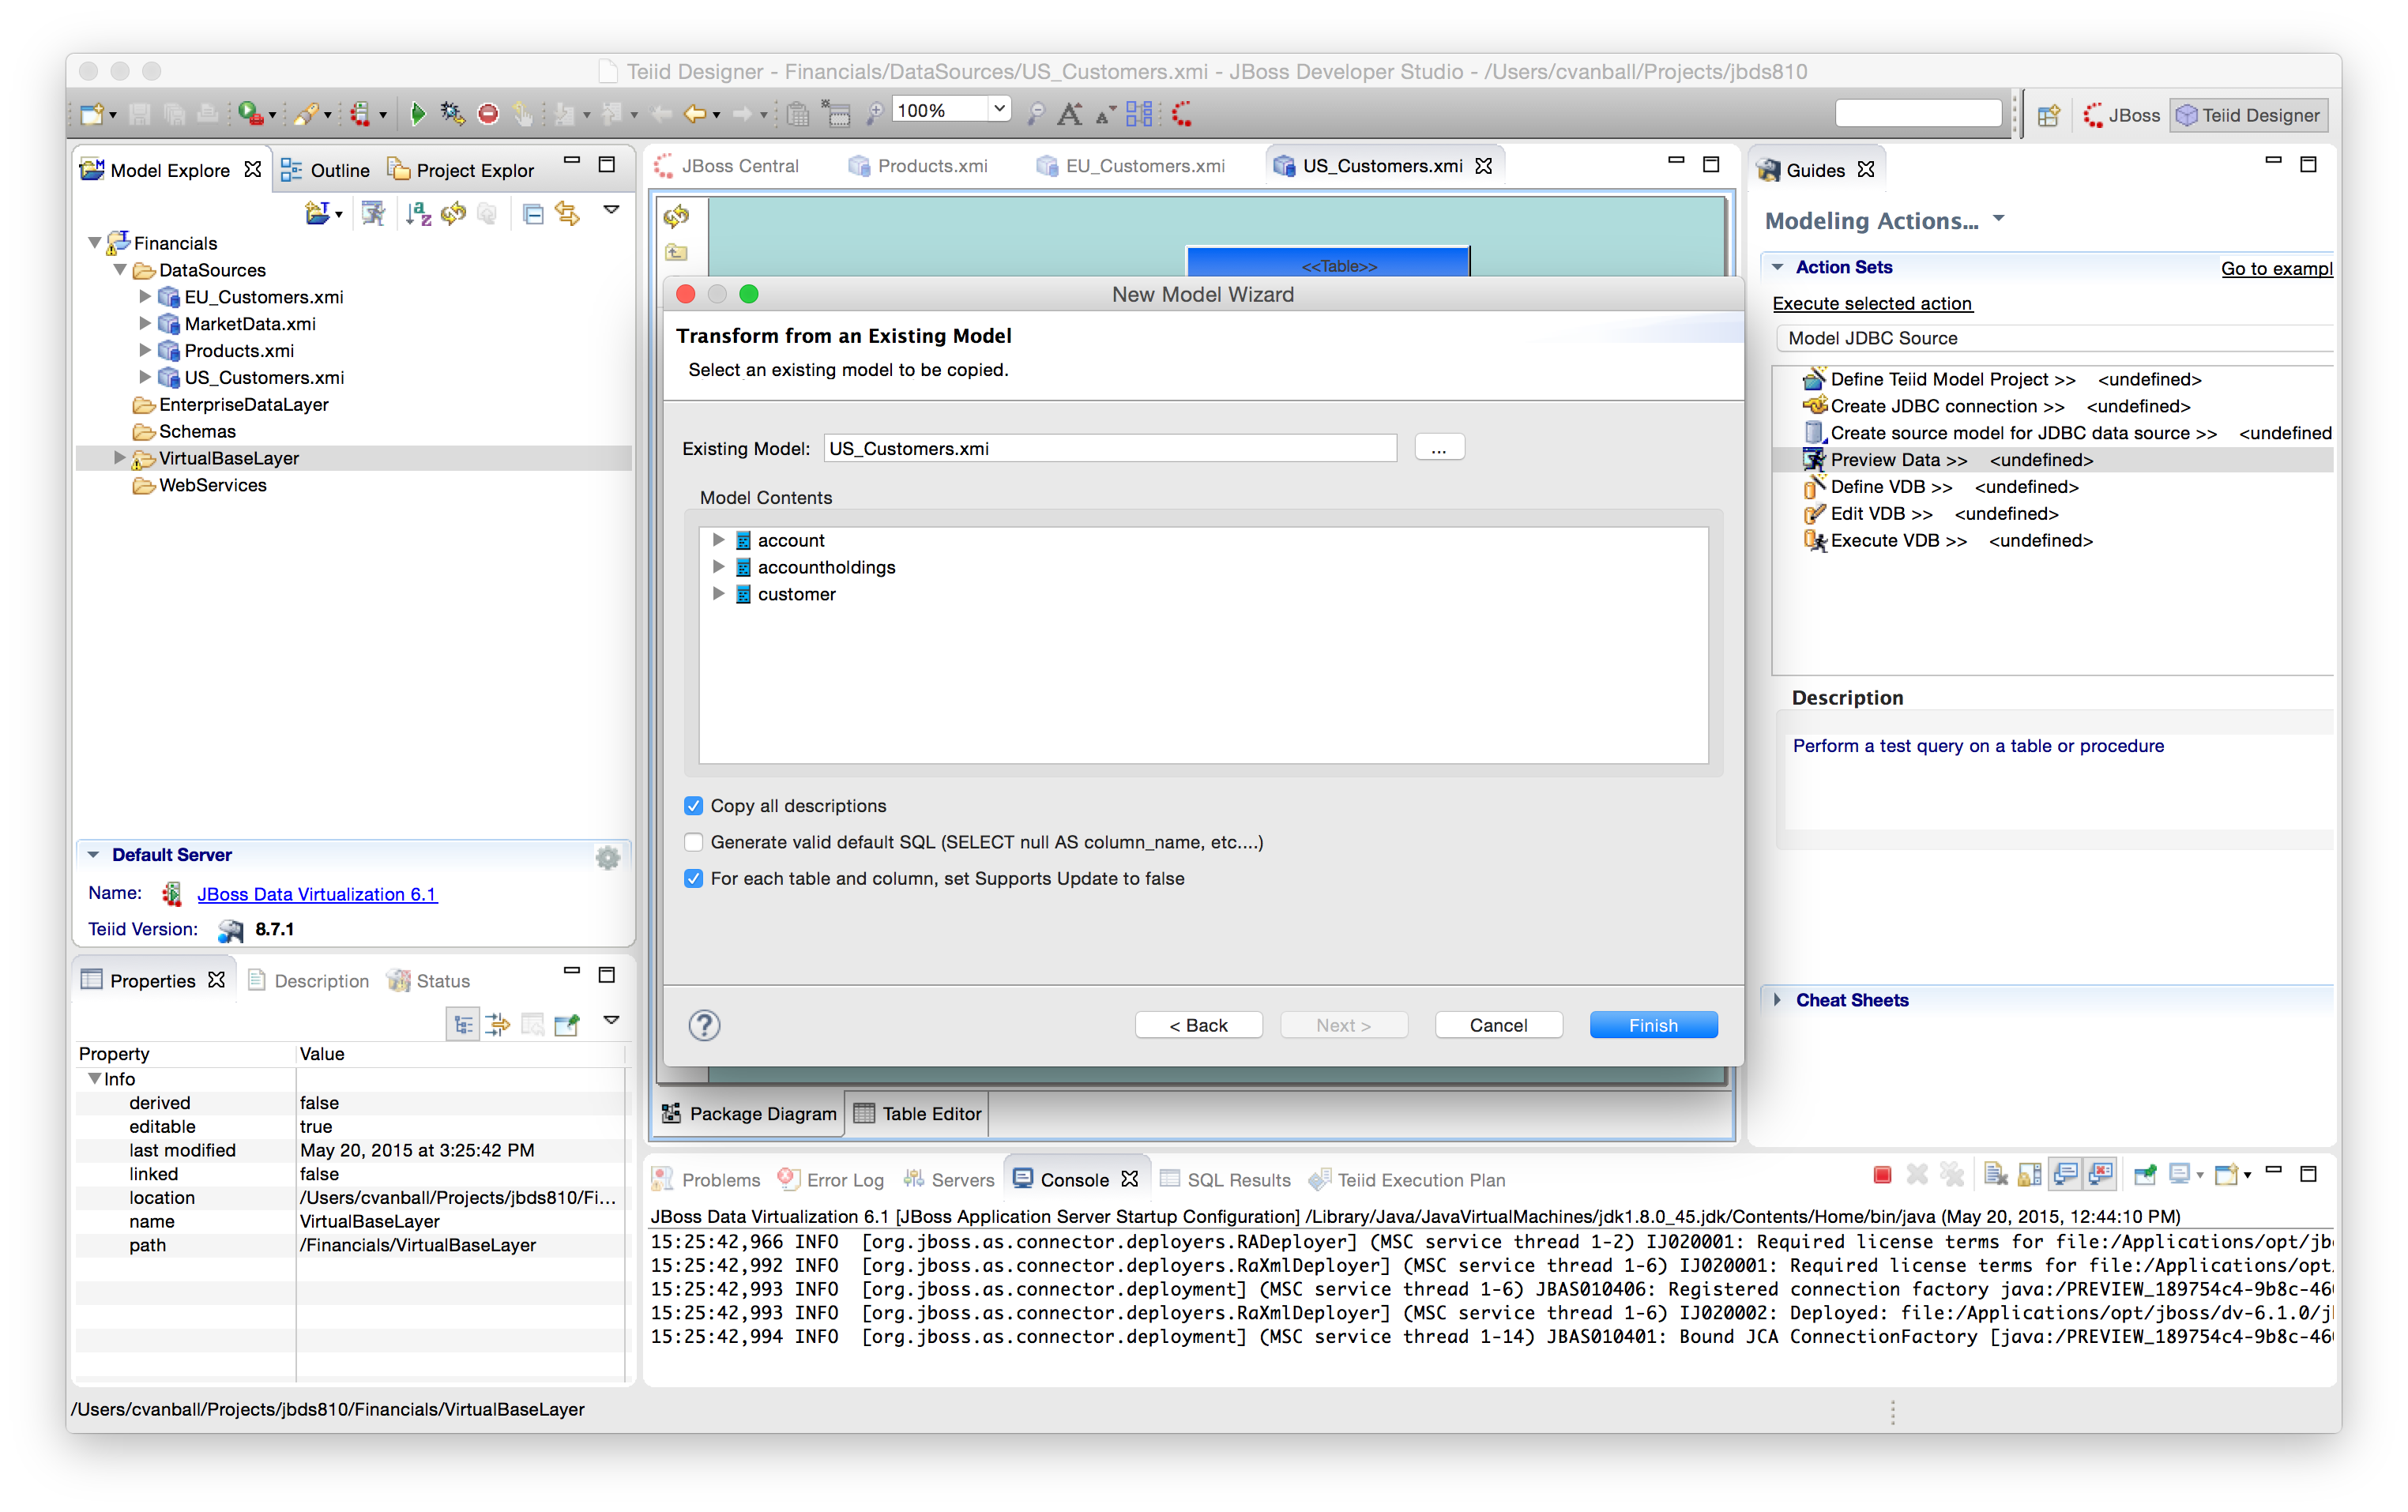 Teiid Designer - Financials/DataSources/US_Customers.xmi - JBoss Developer Studio - /Users/cvanball/Projects/jbds810
100%
JBoss
Teiid Designer
Model Explore
Outline
Project Explor
Financials
DataSources
EU_Customers.xmi
MarketData.xmi
Products.xmi
US_Customers.xmi
EnterpriseDataLayer
Schemas
VirtualBaseLayer
WebServices
Default Server
Name: JBoss Data Virtualization 6.1
Teiid Version: 8.7.1
Properties
Description
Status
Property Value
Info
derived false
editable true
last modified May 20, 2015 at 3:25:42 PM
linked false
location /Users/cvanball/Projects/jbds810/Fi...
name VirtualBaseLayer
path /Financials/VirtualBaseLayer
JBoss Central
Products.xmi
EU_Customers.xmi
US_Customers.xmi
<<Table>>
New Model Wizard
Transform from an Existing Model
Select an existing model to be copied.
Existing Model: US_Customers.xmi ...
Model Contents
account
accountholdings
customer
Copy all descriptions
Generate valid default SQL (SELECT null AS column_name, etc....)
For each table and column, set Supports Update to false
?
< Back
Next >
Cancel
Finish
Package Diagram
Table Editor
Guides
Modeling Actions...
Action Sets
Go to exampl
Execute selected action
Model JDBC Source
Define Teiid Model Project >> <undefined>
Create JDBC connection >> <undefined>
Create source model for JDBC data source >> <undefined
Preview Data >> <undefined>
Define VDB >> <undefined>
Edit VDB >> <undefined>
Execute VDB >> <undefined>
Description
Perform a test query on a table or procedure
Cheat Sheets
Problems
Error Log
Servers
Console
SQL Results
Teiid Execution Plan
JBoss Data Virtualization 6.1 [JBoss Application Server Startup Configuration] /Library/Java/JavaVirtualMachines/jdk1.8.0_45.jdk/Contents/Home/bin/java (May 20, 2015, 12:44:10 PM)
15:25:42,966 INFO [org.jboss.as.connector.deployers.RADeployer] (MSC service thread 1-2) IJ020001: Required license terms for file:/Applications/opt/jb
15:25:42,992 INFO [org.jboss.as.connector.deployers.RaXmlDeployer] (MSC service thread 1-6) IJ020001: Required license terms for file:/Applications/opt
15:25:42,993 INFO [org.jboss.as.connector.deployment] (MSC service thread 1-6) JBAS010406: Registered connection factory java:/PREVIEW_189754c4-9b8c-46
15:25:42,993 INFO [org.jboss.as.connector.deployers.RaXmlDeployer] (MSC service thread 1-6) IJ020002: Deployed: file:/Applications/opt/jboss/dv-6.1.0/j
15:25:42,994 INFO [org.jboss.as.connector.deployment] (MSC service thread 1-14) JBAS010401: Bound JCA ConnectionFactory [java:/PREVIEW_189754c4-9b8c-46
/Users/cvanball/Projects/jbds810/Financials/VirtualBaseLayer